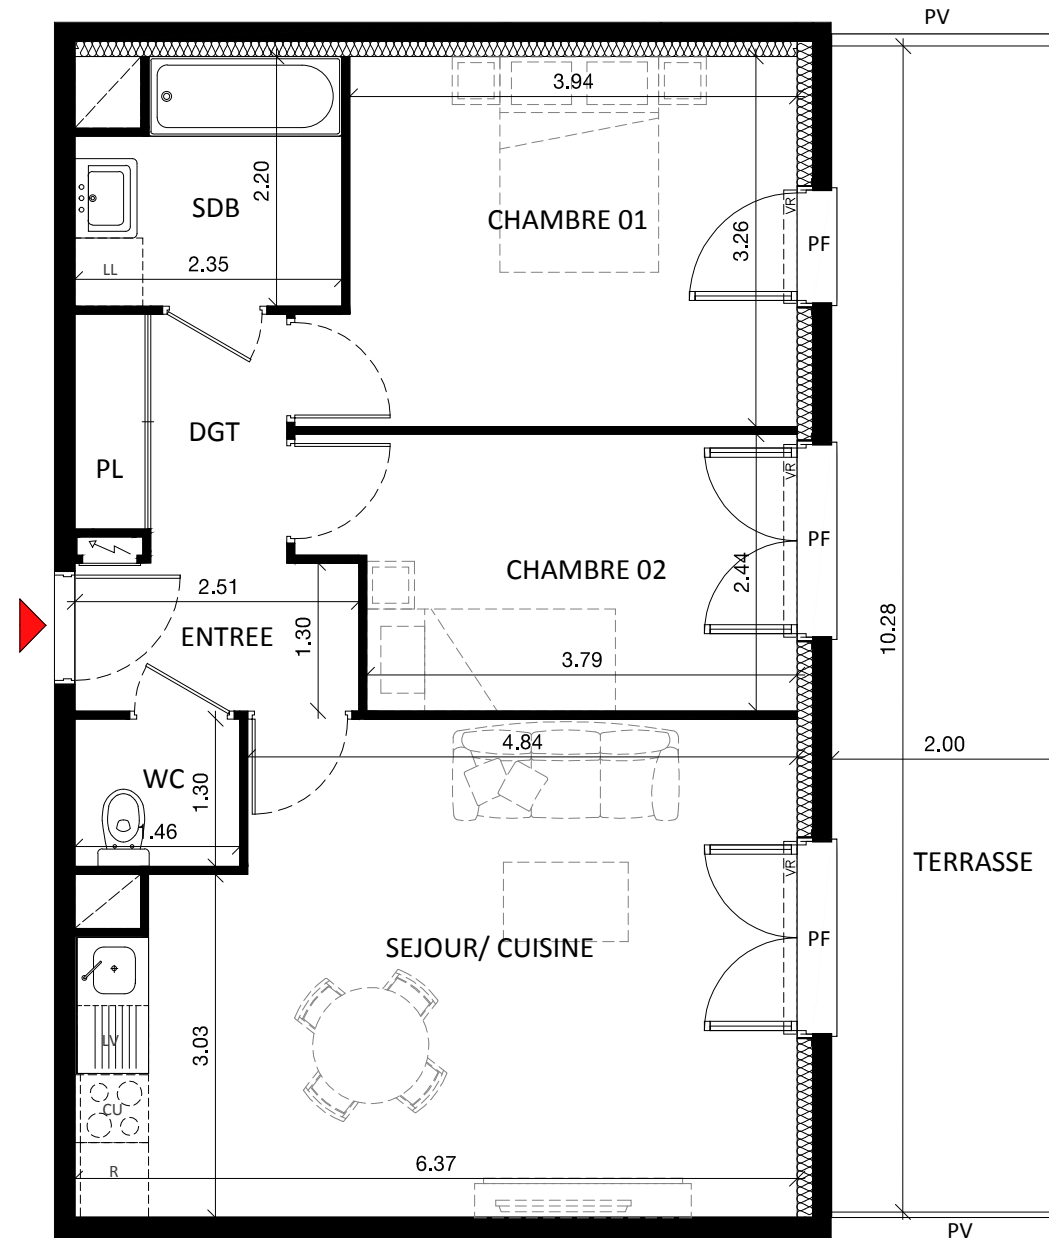 PV
3.94
2.20
SDB
CHAMBRE 01
VR
3.26
PF
LL
2.35
DGT
PL
VR
PF
CHAMBRE 02
2.44
2.51
ENTREE
1.30
10.28
3.79
4.84
2.00
WC
1.30
1.46
VR
TERRASSE
SEJOUR/ CUISINE
PF
LV
3.03
CU
R
6.37
PV